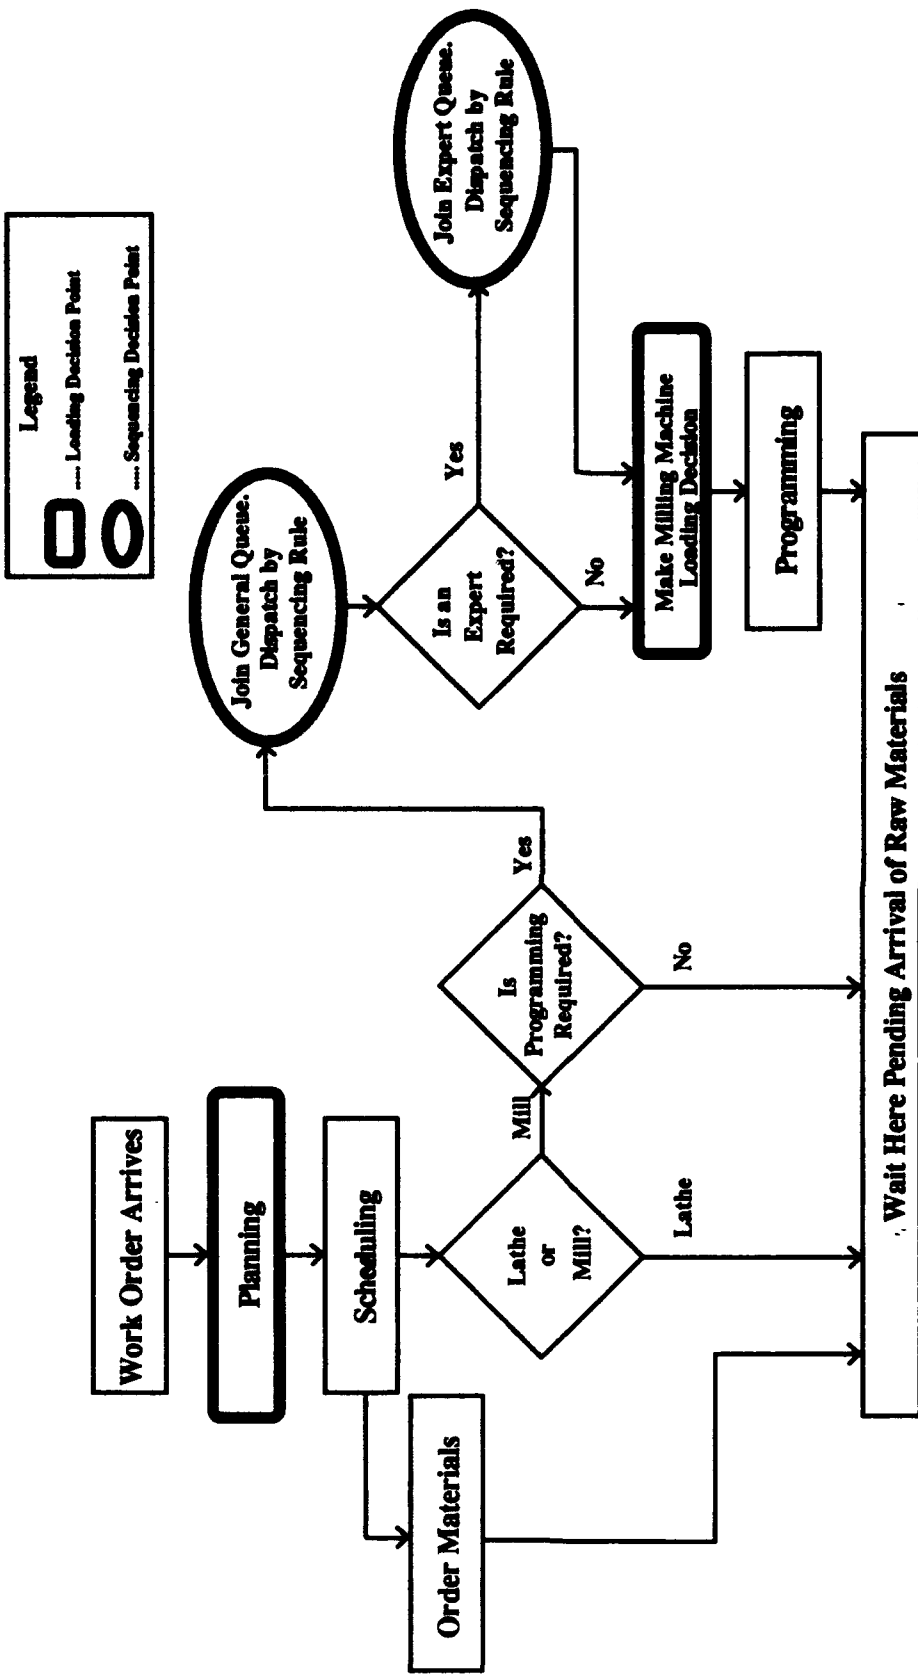 Legend
..... Loading Decision Point
..... Sequencing Decision Point
Work Order Arrives
Planning
Scheduling
Order Materials
Lathe
or
Mill?
Mill
Lathe
Is
Programming
Required?
Yes
No
Join General Queue.
Dispatch by
Sequencing Rule
Is an
Expert
Required?
Yes
No
Join Expert Queue.
Dispatch by
Sequencing Rule
Make Milling Machine
Loading Decision
Programming
Wait Here Pending Arrival of Raw Materials